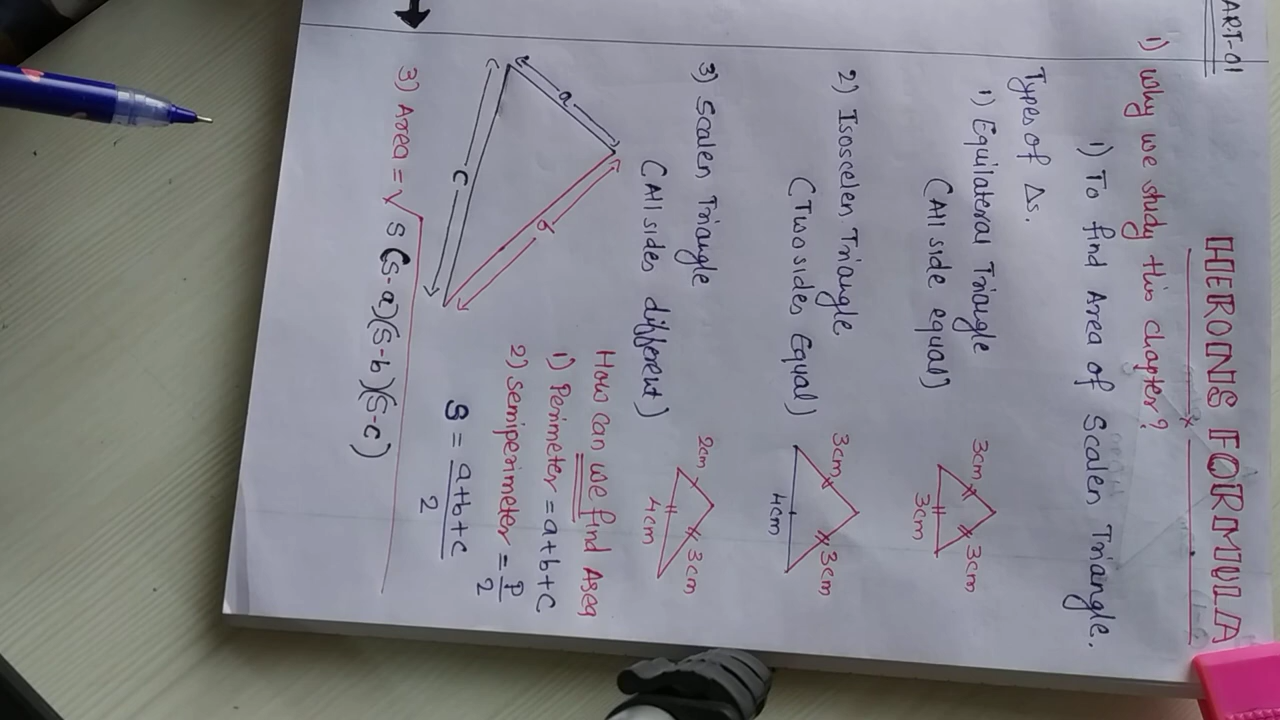 ART-01
HERONS FORMULA
1) Why we study this chapter?
1) To find Area of Scalen Triangle.
Types of Δs.
1) Equilateral Triangle
(All side equal)
3cm
3cm
3cm
2) Isoscelen Triangle
(Two sides Equal)
3cm
3cm
4cm
3) Scalen Triangle
(All sides different)
2cm
3cm
4cm
a
b
c
How can we find Area
1) Perimeter = a+b+c
2) Semiperimeter = P/2
S = a+b+c/2
3) Area = √s(s-a)(s-b)(s-c)